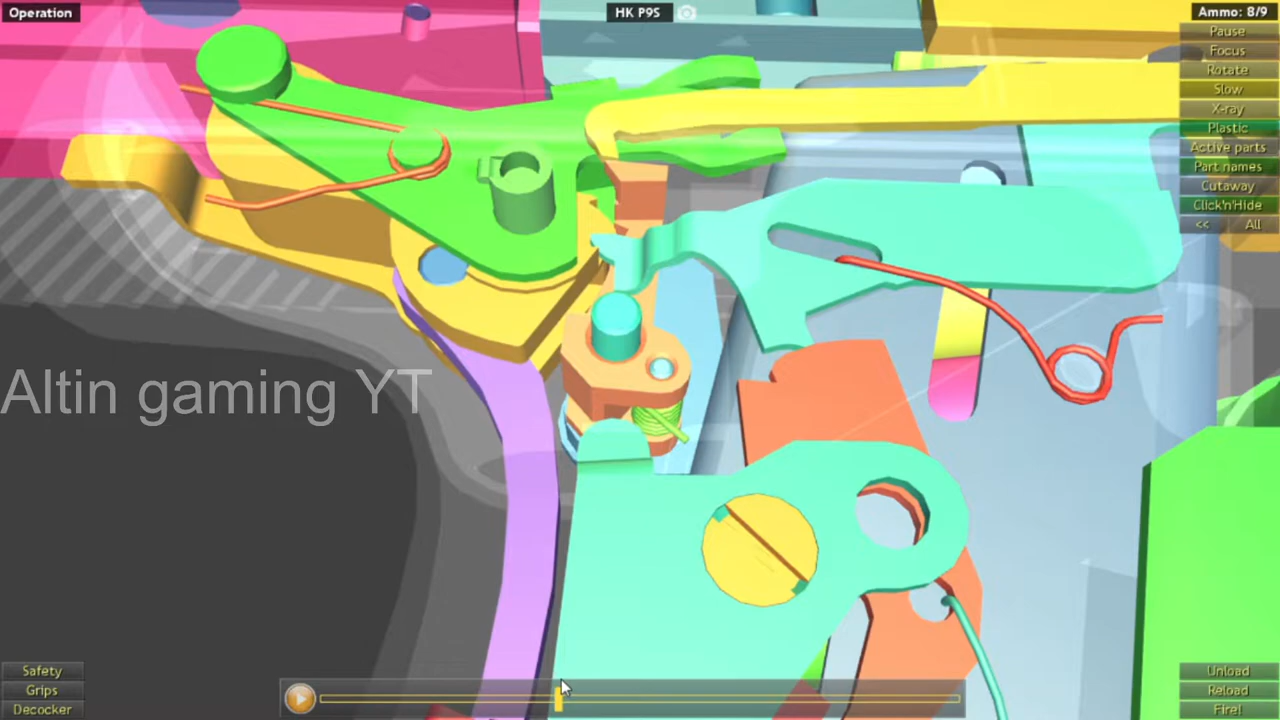 Operation
HK P9S
Ammo: 8/9
Pause
Focus
Rotate
Slow
X-ray
Plastic
Active parts
Part names
Cutaway
Click'n'Hide
<< All
Altin gaming YT
Safety
Grips
Decocker
Unload
Reload
Fire!